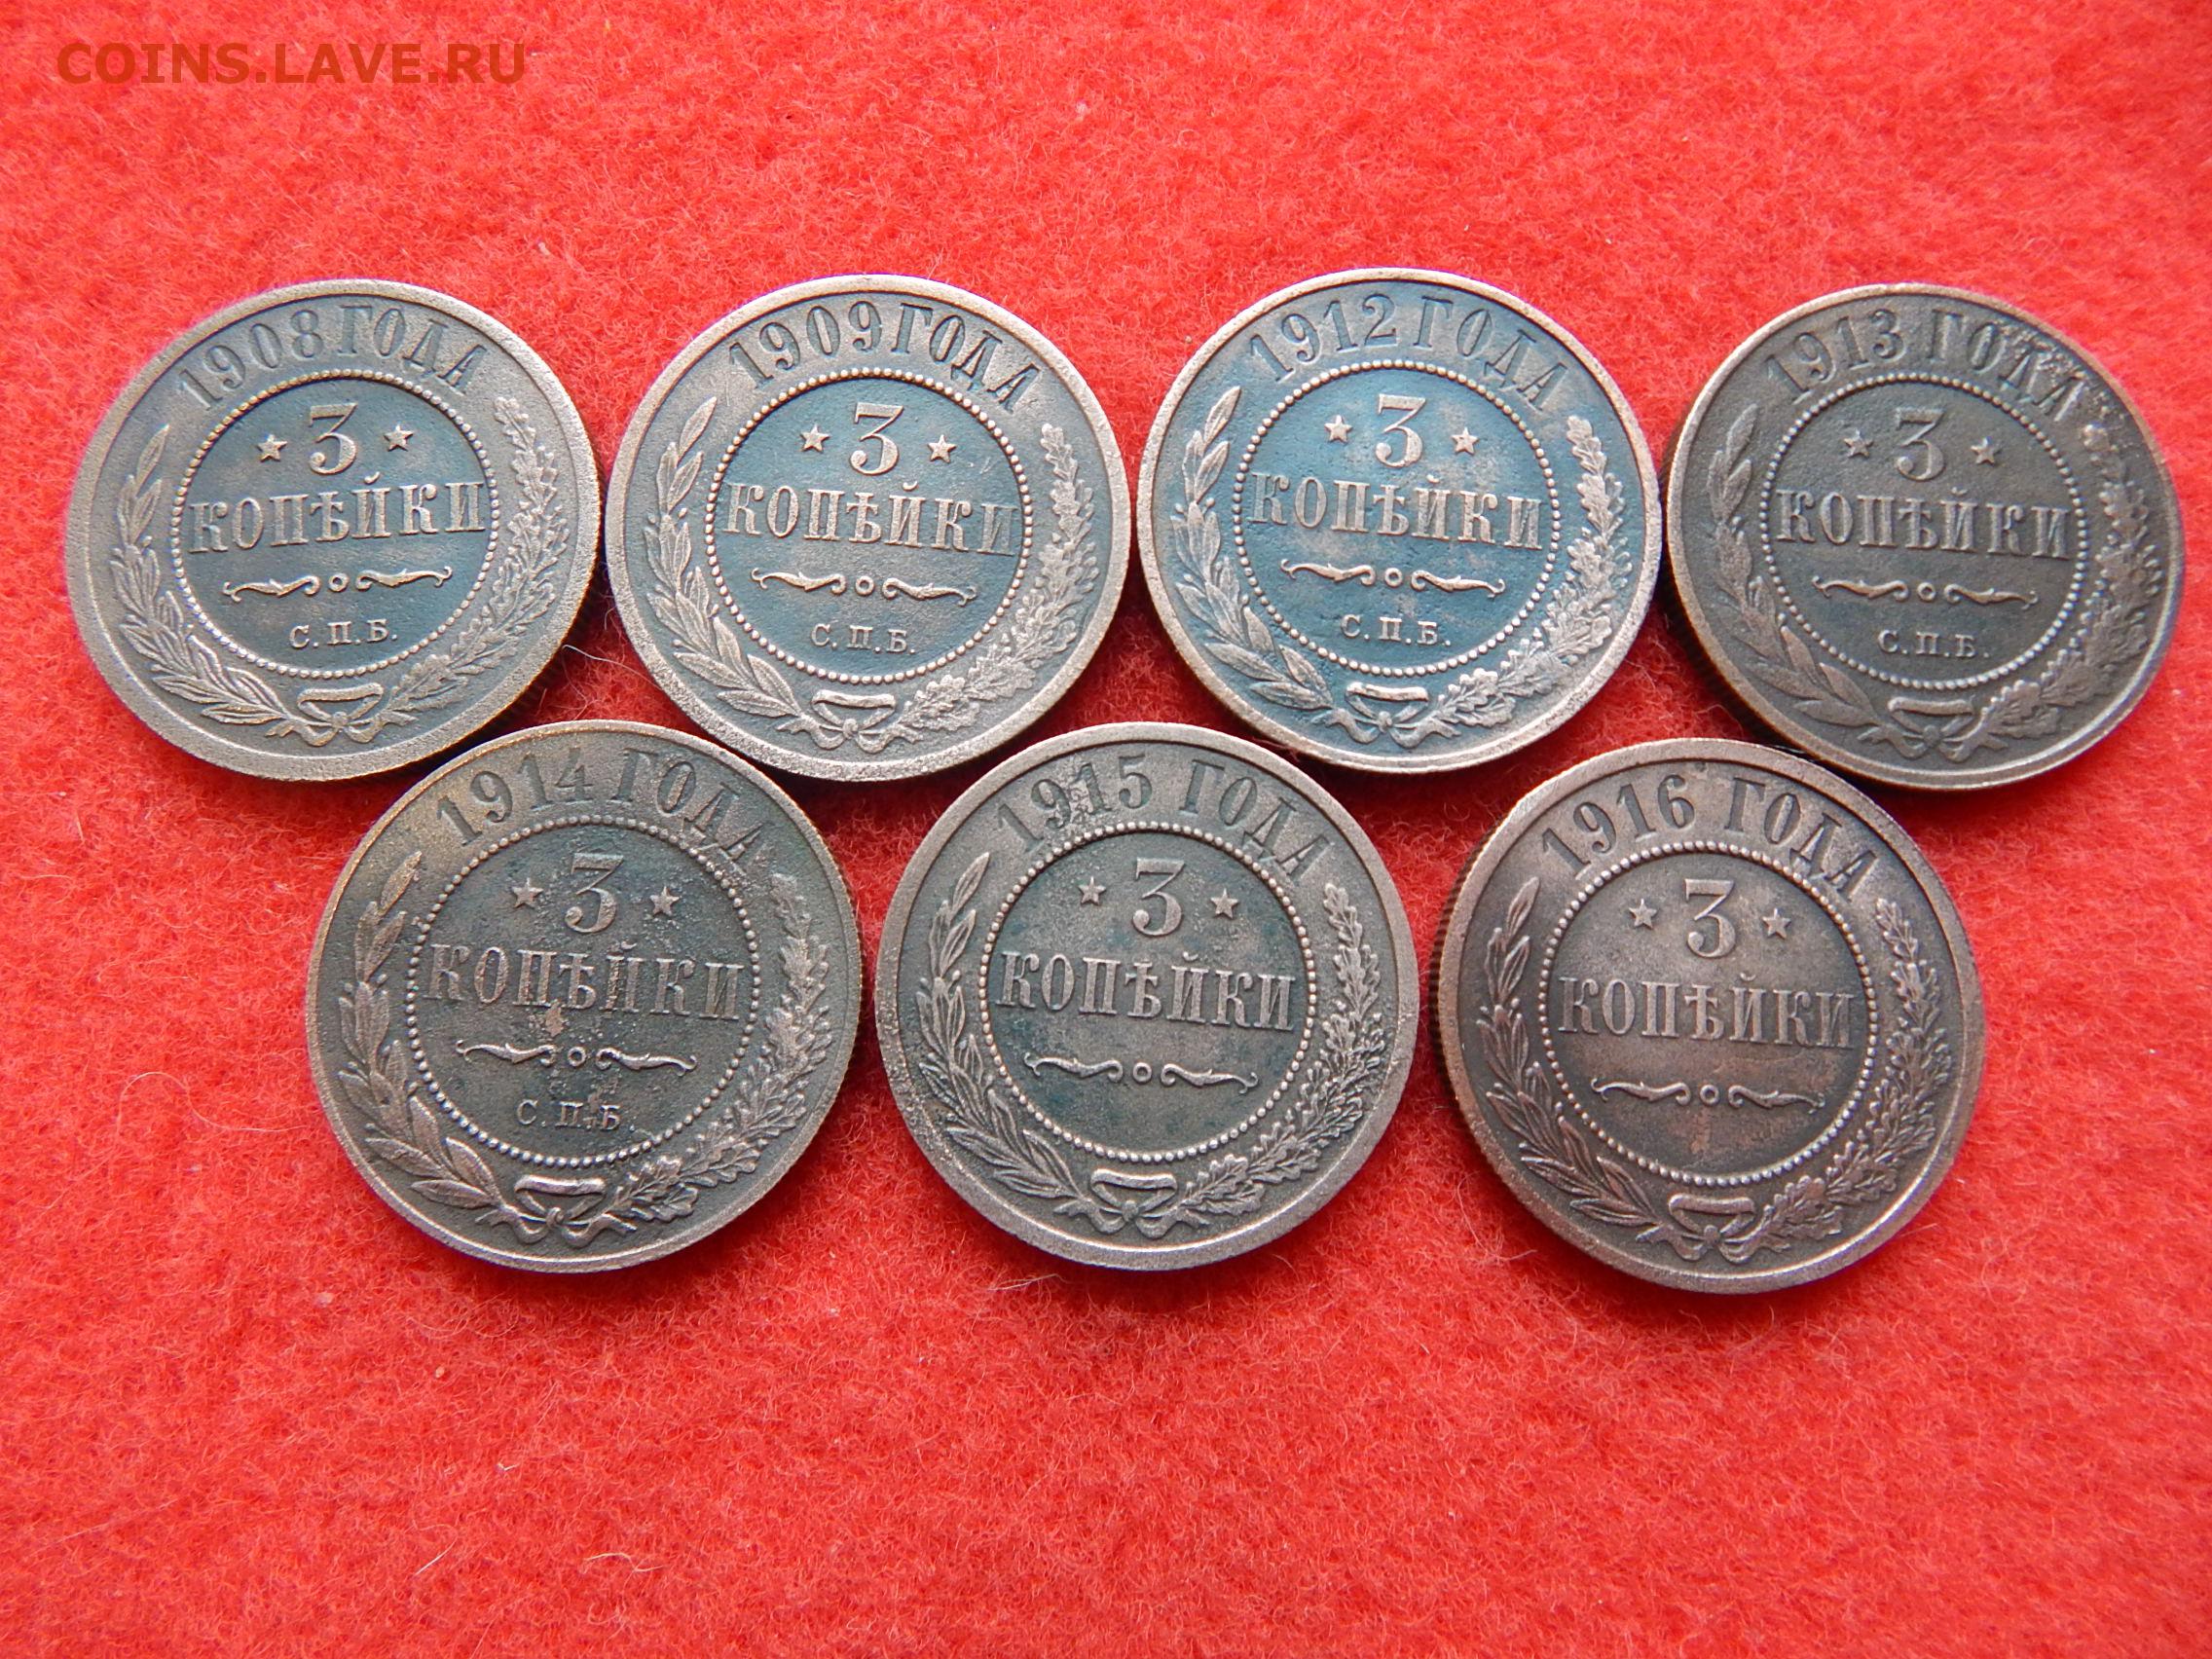 COINS.LAVE.RU
1908 ГОДА
3
КОПѢЙКИ
С.П.Б.
1909 ГОДА
3
КОПѢЙКИ
С.П.Б.
1912 ГОДА
3
КОПѢЙКИ
С.П.Б.
1913 ГОДА
3
КОПѢЙКИ
С.П.Б.
1914 ГОДА
3
КОПѢЙКИ
С.П.Б.
1915 ГОДА
3
КОПѢЙКИ
1916 ГОДА
3
КОПѢЙКИ